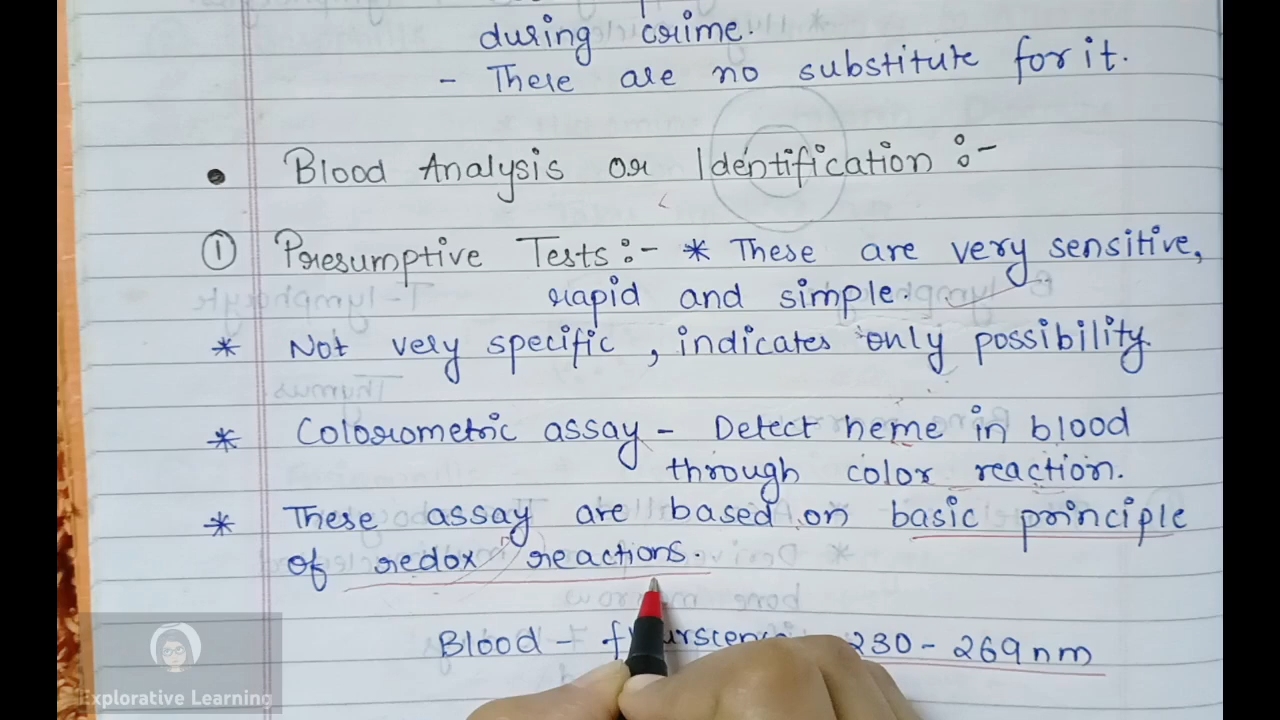 during crime.
- There are no substitute for it.
• Blood Analysis or Identification :-
① Presumptive Tests :- * These are very sensitive,
rapid and simple.
* Not very specific, indicates only possibility
* Colorometric assay - Detect heme in blood
through color reaction.
* These assay are based on basic principle
of redox reactions.
Blood - 230 - 269nm
Explorative Learning